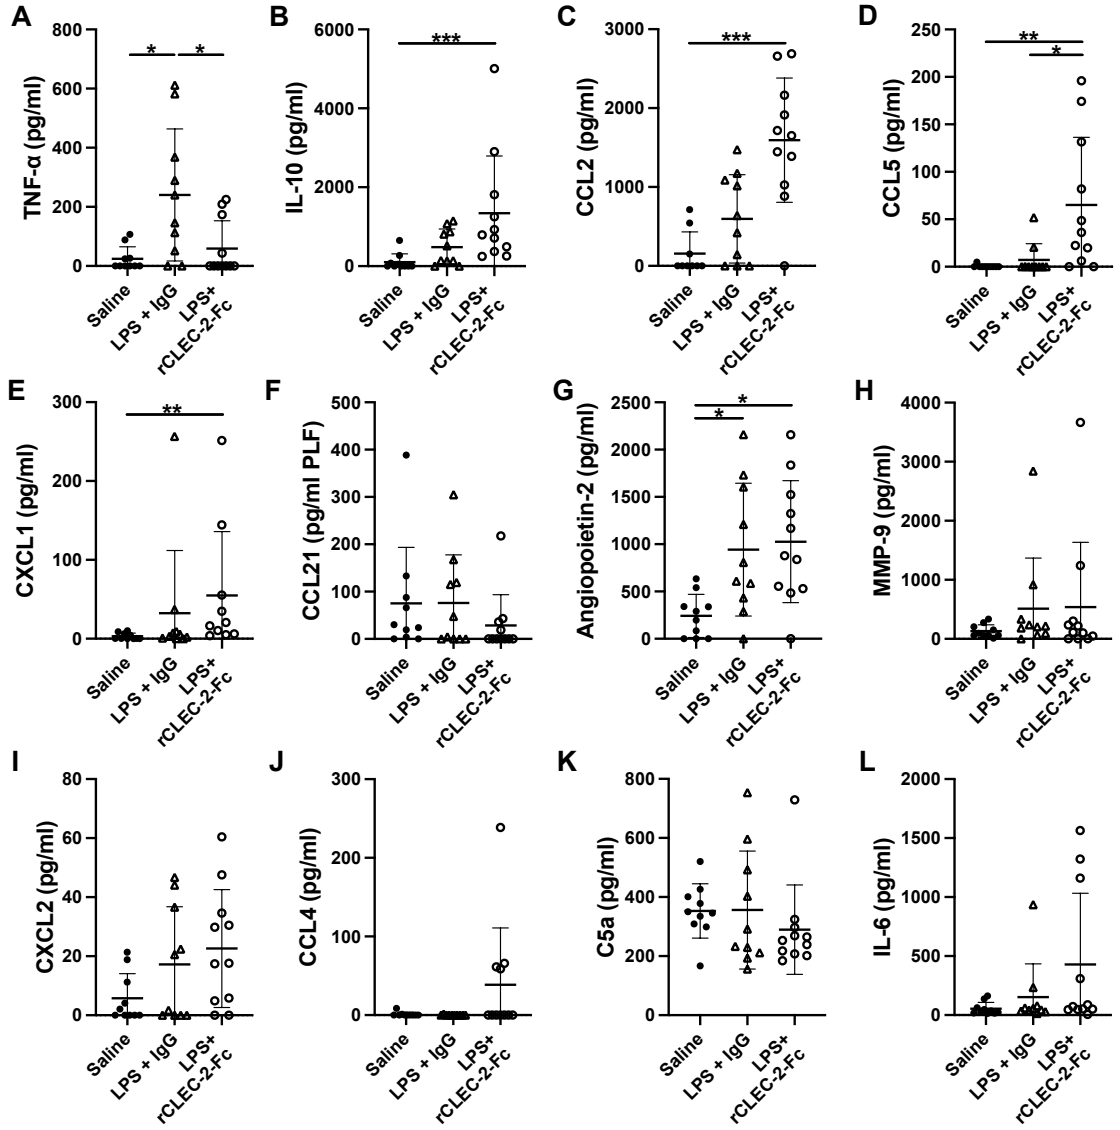 A
TNF-α (pg/ml)
800
600
400
200
0
* *
Saline
LPS + IgG
LPS+
rCLEC-2-Fc
B
IL-10 (pg/ml)
6000
4000
2000
0
***
Saline
LPS + IgG
LPS+
rCLEC-2-Fc
C
CCL2 (pg/ml)
3000
2000
1000
0
***
Saline
LPS + IgG
LPS+
rCLEC-2-Fc
D
CCL5 (pg/ml)
250
200
150
100
50
0
**
*
Saline
LPS + IgG
LPS+
rCLEC-2-Fc
E
CXCL1 (pg/ml)
300
200
100
0
**
Saline
LPS + IgG
LPS+
rCLEC-2-Fc
F
CCL21 (pg/ml PLF)
500
400
300
200
100
0
Saline
LPS + IgG
LPS+
rCLEC-2-Fc
G
Angiopoietin-2 (pg/ml)
2500
2000
1500
1000
500
0
*
*
Saline
LPS + IgG
LPS+
rCLEC-2-Fc
H
MMP-9 (pg/ml)
4000
3000
2000
1000
0
Saline
LPS + IgG
LPS+
rCLEC-2-Fc
I
CXCL2 (pg/ml)
80
60
40
20
0
Saline
LPS + IgG
LPS+
rCLEC-2-Fc
J
CCL4 (pg/ml)
300
200
100
0
Saline
LPS + IgG
LPS+
rCLEC-2-Fc
K
C5a (pg/ml)
800
600
400
200
0
Saline
LPS + IgG
LPS+
rCLEC-2-Fc
L
IL-6 (pg/ml)
2000
1500
1000
500
0
Saline
LPS + IgG
LPS+
rCLEC-2-Fc